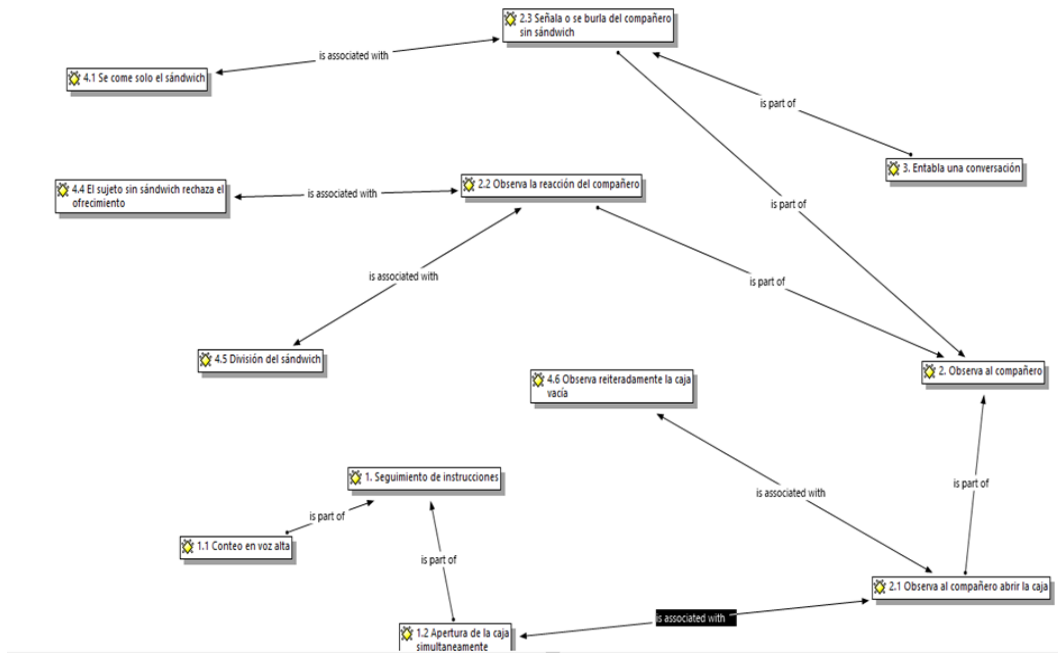 2.3 Señala o se burla del compañero
sin sándwich
is associated with
4.1 Se come solo el sándwich
is part of
3. Entabla una conversación
4.4 El sujeto sin sándwich rechaza el
ofrecimiento
is associated with
2.2 Observa la reacción del compañero
is part of
is associated with
is part of
4.5 División del sándwich
4.6 Observa reiteradamente la caja
vacía
2. Observa al compañero
1. Seguimiento de instrucciones
is part of
is associated with
is part of
1.1 Conteo en voz alta
is part of
2.1 Observa al compañero abrir la caja
is associated with
1.2 Apertura de la caja
simultaneamente